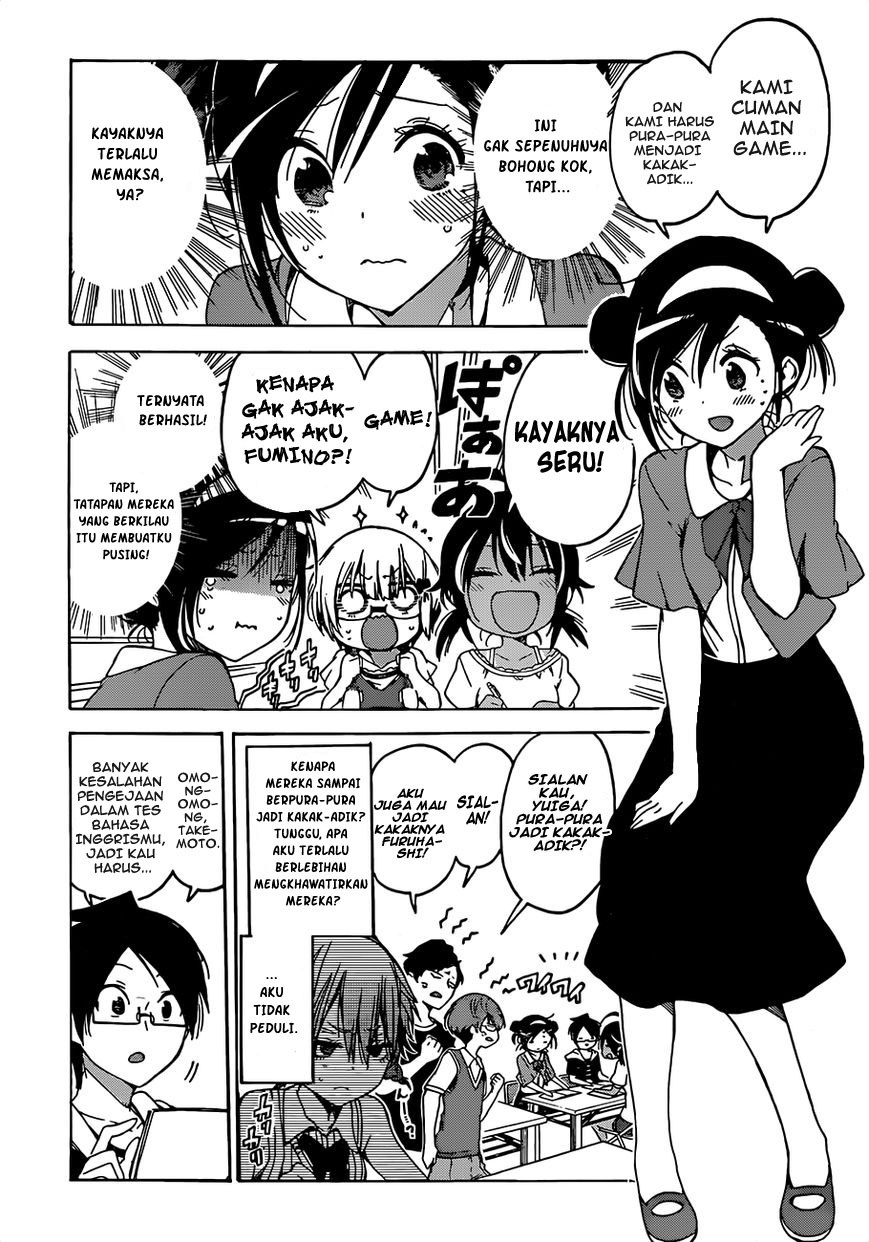 KAMI
CUMAN
MAIN
GAME...
DAN
KAMI HARUS
PURA-PURA
MENJADI
KAKAK-
ADIK...
INI
GAK SEPENUHNYA
BOHONG KOK,
TAPI...
KAYAKNYA
TERLALU
MEMAKSA,
YA?
KAYAKNYA
SERU!
ぱあぁ
GAME!
KENAPA
GAK AJAK-
AJAK AKU,
FUMINO?!
TERNYATA
BERHASIL!
TAPI,
TATAPAN MEREKA
YANG BERKILAU
ITU MEMBUATKU
PUSING!
SIALAN
KAU,
YUIGA!
PURA-PURA
JADI KAKAK-
ADIK?!
SIAL-
AN!
AKU
JUGA MAU
JADI
KAKAKNYA
FURUHA-
SHI!
KENAPA
MEREKA SAMPAI
BERPURA-PURA
JADI KAKAK-ADIK?
TUNGGU, APA
AKU TERLALU
BERLEBIHAN
MENGKHAWATIRKAN
MEREKA?
...
AKU
TIDAK
PEDULI.
OMO-
NG-
OMONG,
TAKE-
MOTO.
BANYAK
KESALAHAN
PENGEJAAN
DALAM TES
BAHASA
INGGRISMU,
JADI KAU
HARUS...